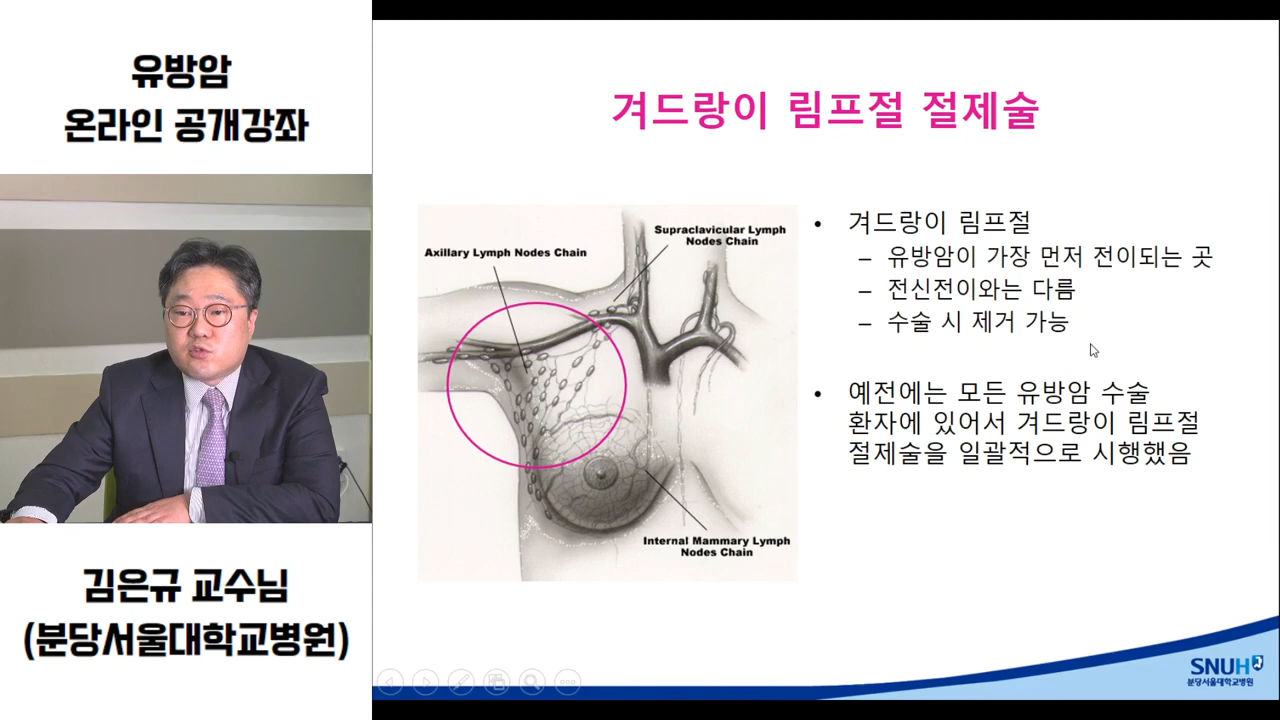 유방암
온라인 공개강좌
김은규 교수님
(분당서울대학교병원)
겨드랑이 림프절 절제술
Supraclavicular Lymph
Nodes Chain
Axillary Lymph Nodes Chain
Internal Mammary Lymph
Nodes Chain
• 겨드랑이 림프절
– 유방암이 가장 먼저 전이되는 곳
– 전신전이와는 다름
– 수술 시 제거 가능
• 예전에는 모든 유방암 수술
환자에 있어서 겨드랑이 림프절
절제술을 일괄적으로 시행했음
SNUH
분당서울대학교병원